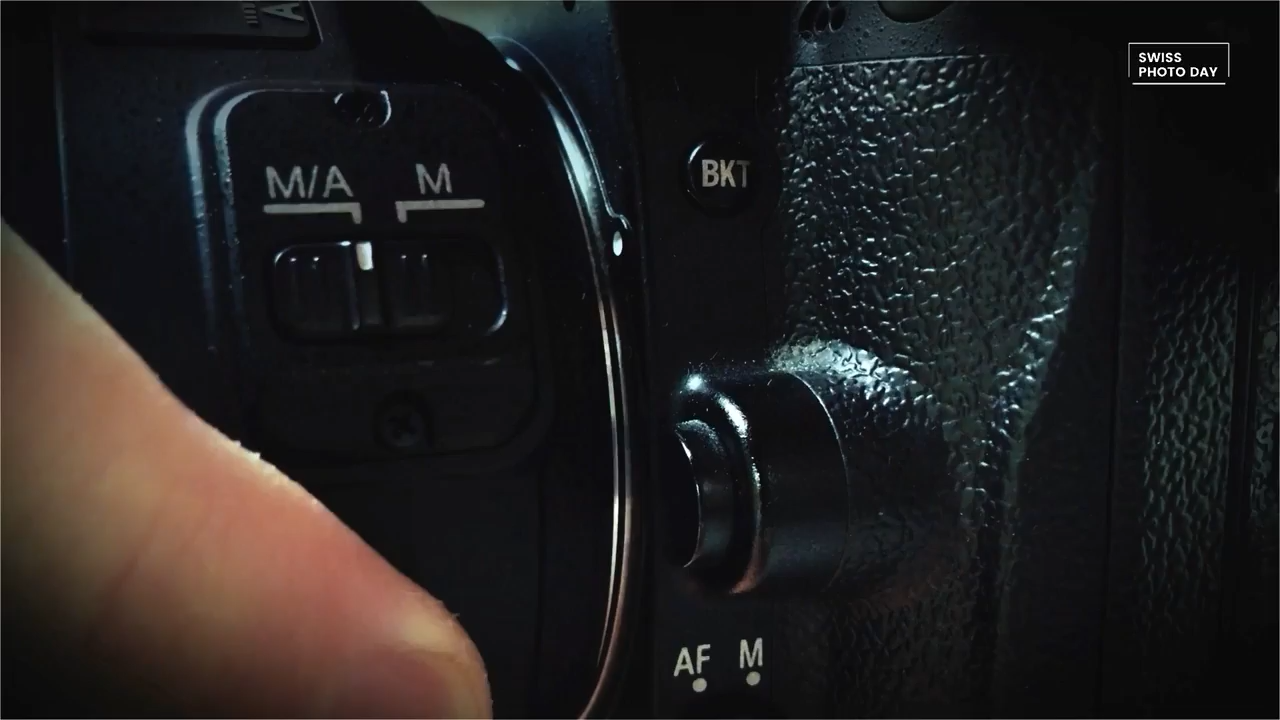 A
SWISS
PHOTO DAY
M/A M
BKT
AF M